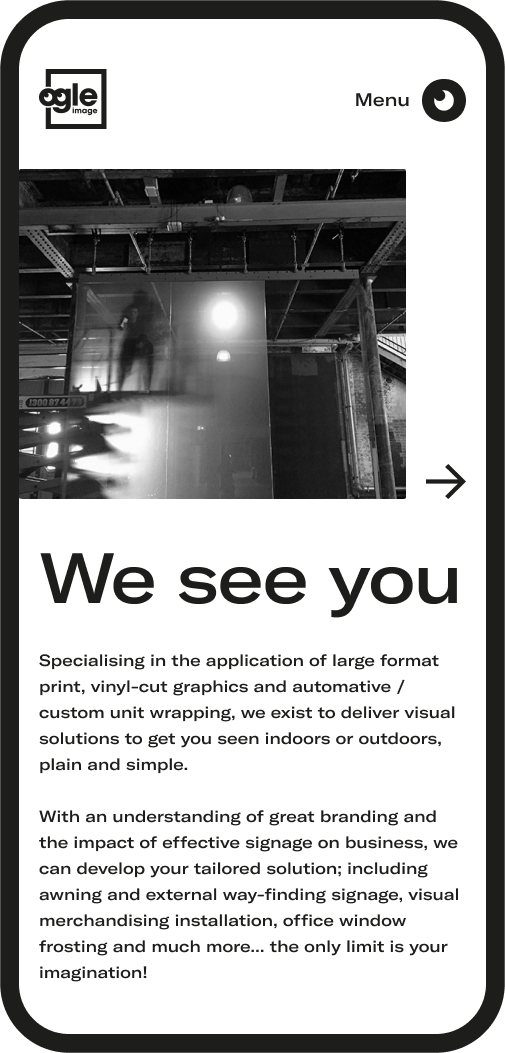 ogle
image
Menu
We see you
Specialising in the application of large format
print, vinyl-cut graphics and automative /
custom unit wrapping, we exist to deliver visual
solutions to get you seen indoors or outdoors,
plain and simple.
With an understanding of great branding and
the impact of effective signage on business, we
can develop your tailored solution; including
awning and external way-finding signage, visual
merchandising installation, office window
frosting and much more... the only limit is your
imagination!